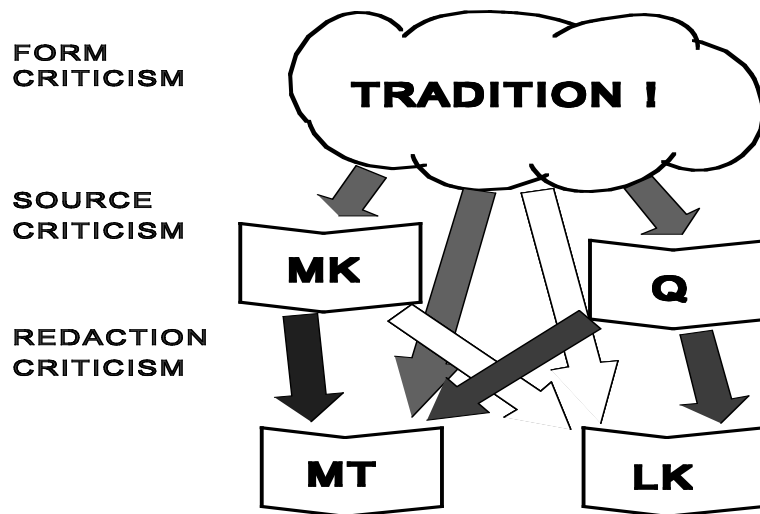 FORM
CRITICISM
TRADITION !
SOURCE
CRITICISM
MK
Q
REDACTION
CRITICISM
MT
LK